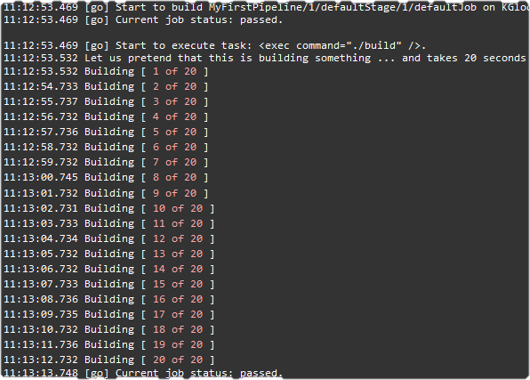 11:12:53.469 [go] Start to build MyFirstPipeline/1/defaultStage/1/defaultJob on KGloo
11:12:53.469 [go] Current job status: passed.
11:12:53.469 [go] Start to execute task: <exec command="./build" />.
11:12:53.532 Let us pretend that this is building something ... and takes 20 seconds
11:12:53.532 Building [ 1 of 20 ]
11:12:54.733 Building [ 2 of 20 ]
11:12:55.737 Building [ 3 of 20 ]
11:12:56.732 Building [ 4 of 20 ]
11:12:57.736 Building [ 5 of 20 ]
11:12:58.732 Building [ 6 of 20 ]
11:12:59.732 Building [ 7 of 20 ]
11:13:00.745 Building [ 8 of 20 ]
11:13:01.732 Building [ 9 of 20 ]
11:13:02.731 Building [ 10 of 20 ]
11:13:03.733 Building [ 11 of 20 ]
11:13:04.734 Building [ 12 of 20 ]
11:13:05.732 Building [ 13 of 20 ]
11:13:06.732 Building [ 14 of 20 ]
11:13:07.733 Building [ 15 of 20 ]
11:13:08.736 Building [ 16 of 20 ]
11:13:09.735 Building [ 17 of 20 ]
11:13:10.732 Building [ 18 of 20 ]
11:13:11.736 Building [ 19 of 20 ]
11:13:12.732 Building [ 20 of 20 ]
11:13:13.748 [go] Current job status: passed.